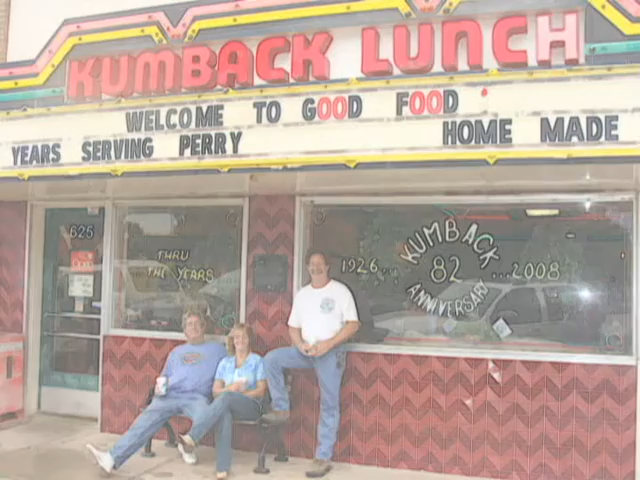 KUMBACK LUNCH
WELCOME TO GOOD FOOD
YEARS SERVING PERRY HOME MADE
625
THRU
THE YEARS
KUMBACK
1926 82 ...2008
ANNIVERSARY